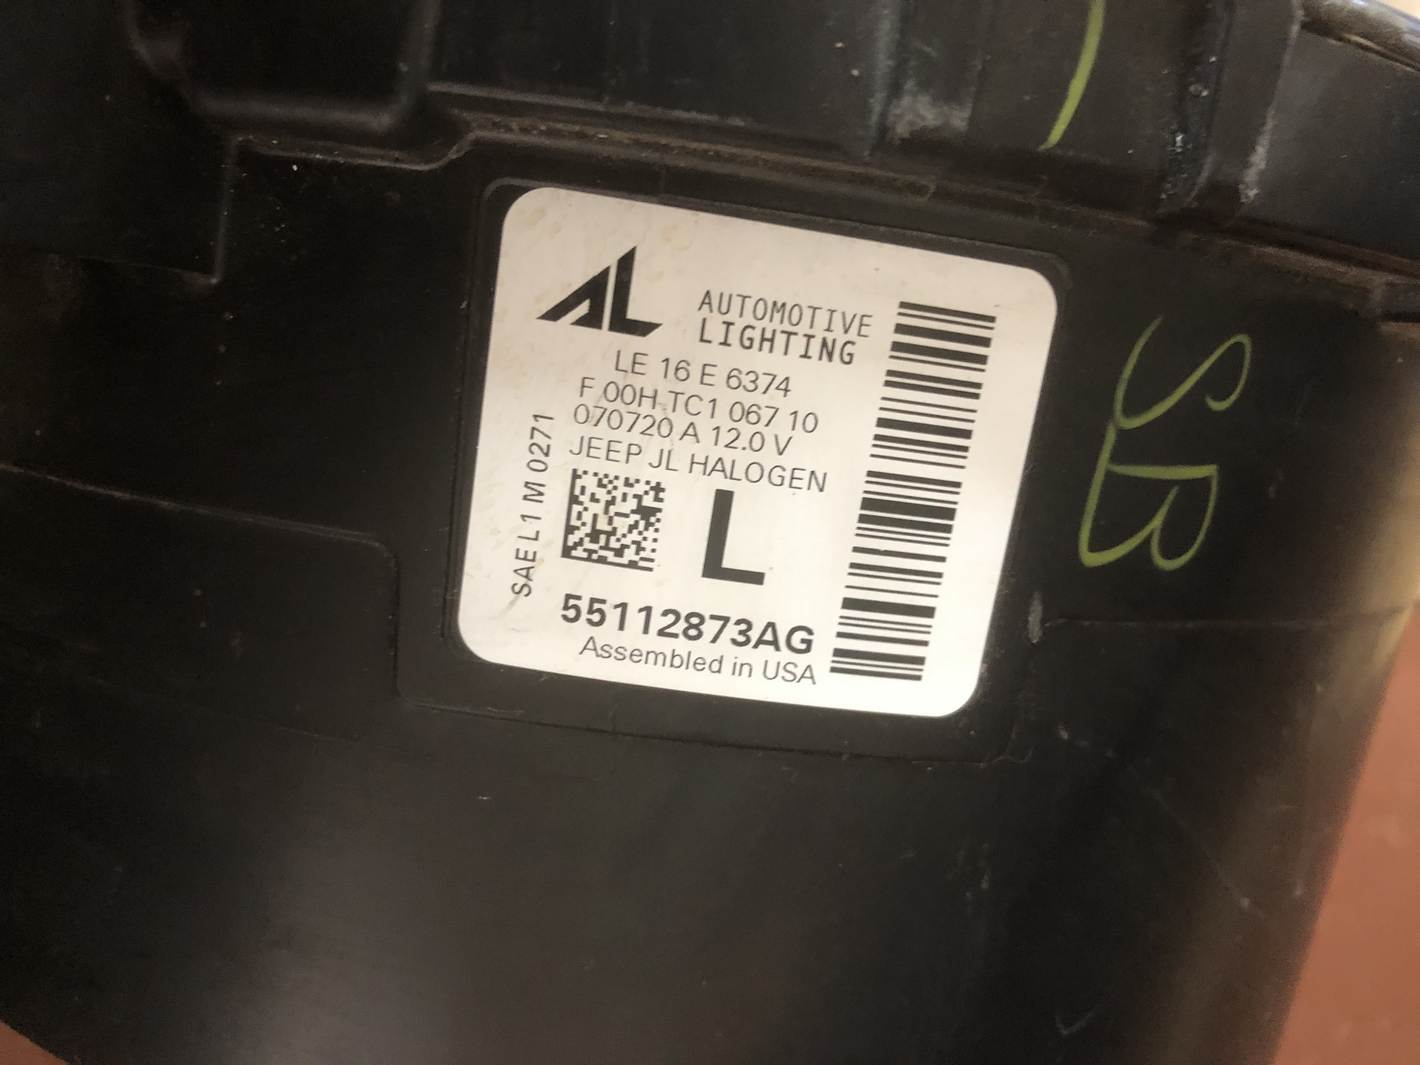 AL
AUTOMOTIVE
LIGHTING
LE 16 E 6374
F 00H TC1 067 10
070720 A 12.0 V
JEEP JL HALOGEN
SAE L 1 M 0271
L
55112873AG
Assembled in USA
SB